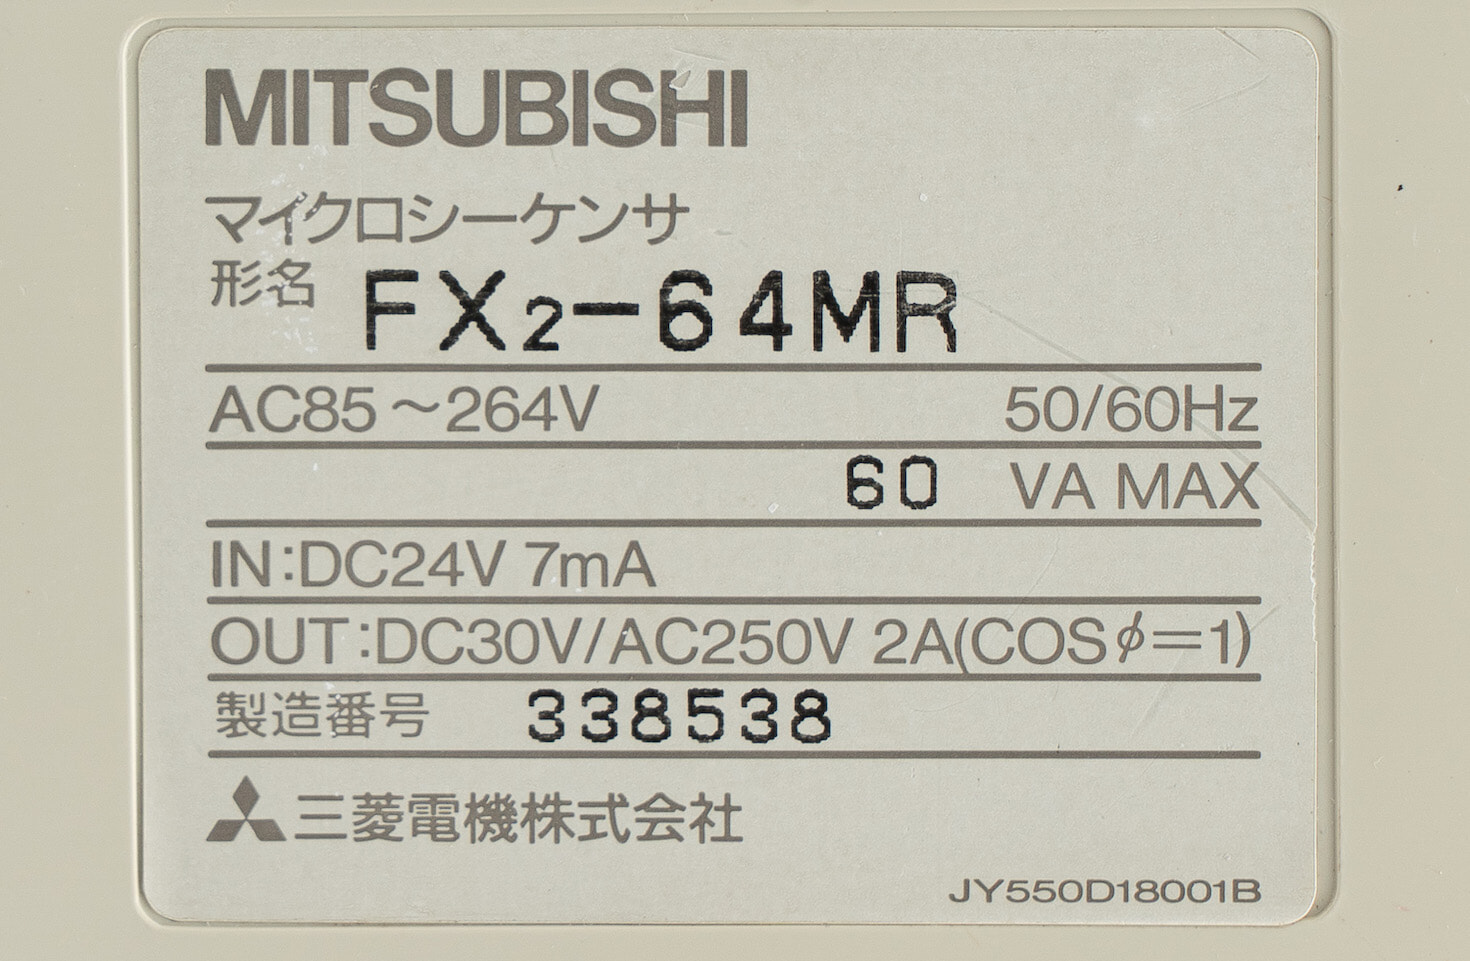 MITSUBISHI
マイクロシーケンサ
形名 FX2-64MR
AC85～264V 50/60Hz
60 VA MAX
IN:DC24V 7mA
OUT:DC30V/AC250V 2A(COSφ=1)
製造番号 338538
三菱電機株式会社
JY550D18001B